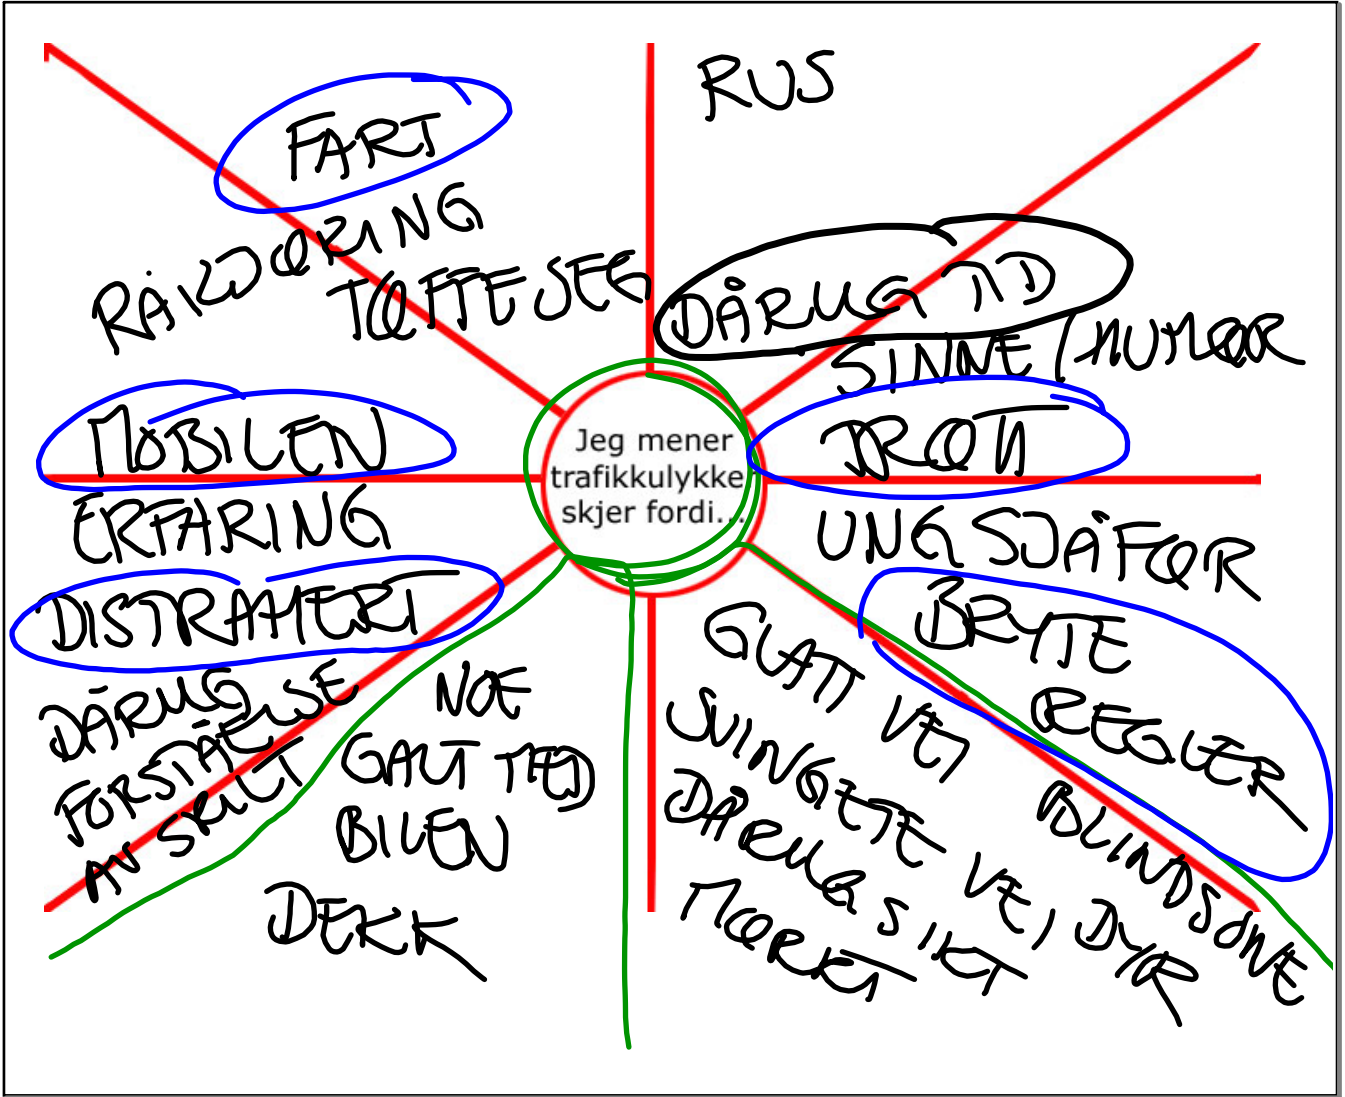 RUS
FART
RÅKJØRING
TØFFE SEG
DÅRLIG TID
SINNE / HUMØR
MOBILEN
TRØTT
Jeg mener
trafikkulykke
skjer fordi...
ERFARING
UNG SJÅFØR
DISTRAHERT
BRYTE
REGLER
DÅRLIG
FORSTÅELSE
AV SKILT
NOE
GALT MED
BILEN
DEKK
GLATT VEI
SVINGETE VEI
DÅRLIG SIKT
MØRKT
DYR
BLINDSONE